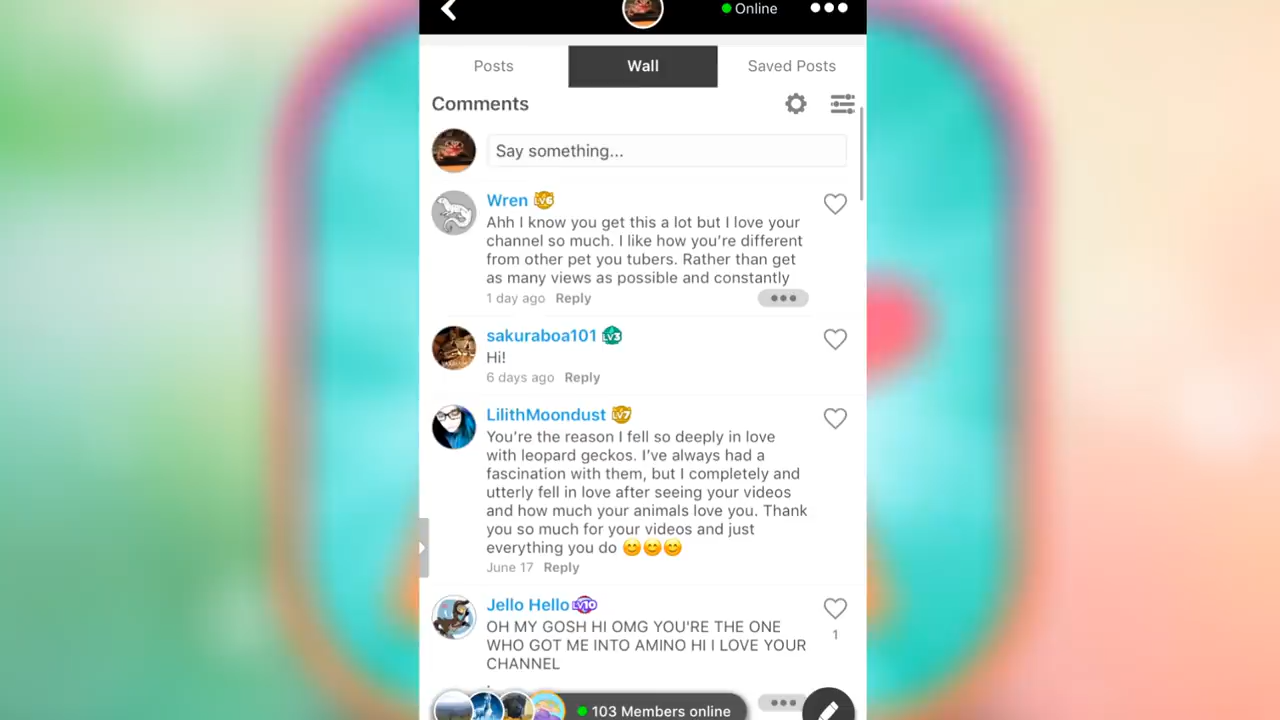 Online
Posts
Wall
Saved Posts
Comments
Say something...
Wren LV6
Ahh I know you get this a lot but I love your
channel so much. I like how you're different
from other pet you tubers. Rather than get
as many views as possible and constantly
1 day ago Reply
sakuraboa101 LV3
Hi!
6 days ago Reply
LilithMoondust LV7
You're the reason I fell so deeply in love
with leopard geckos. I've always had a
fascination with them, but I completely and
utterly fell in love after seeing your videos
and how much your animals love you. Thank
you so much for your videos and just
everything you do 😊😊😊
June 17 Reply
Jello Hello LV10
OH MY GOSH HI OMG YOU'RE THE ONE
WHO GOT ME INTO AMINO HI I LOVE YOUR
CHANNEL
1
103 Members online